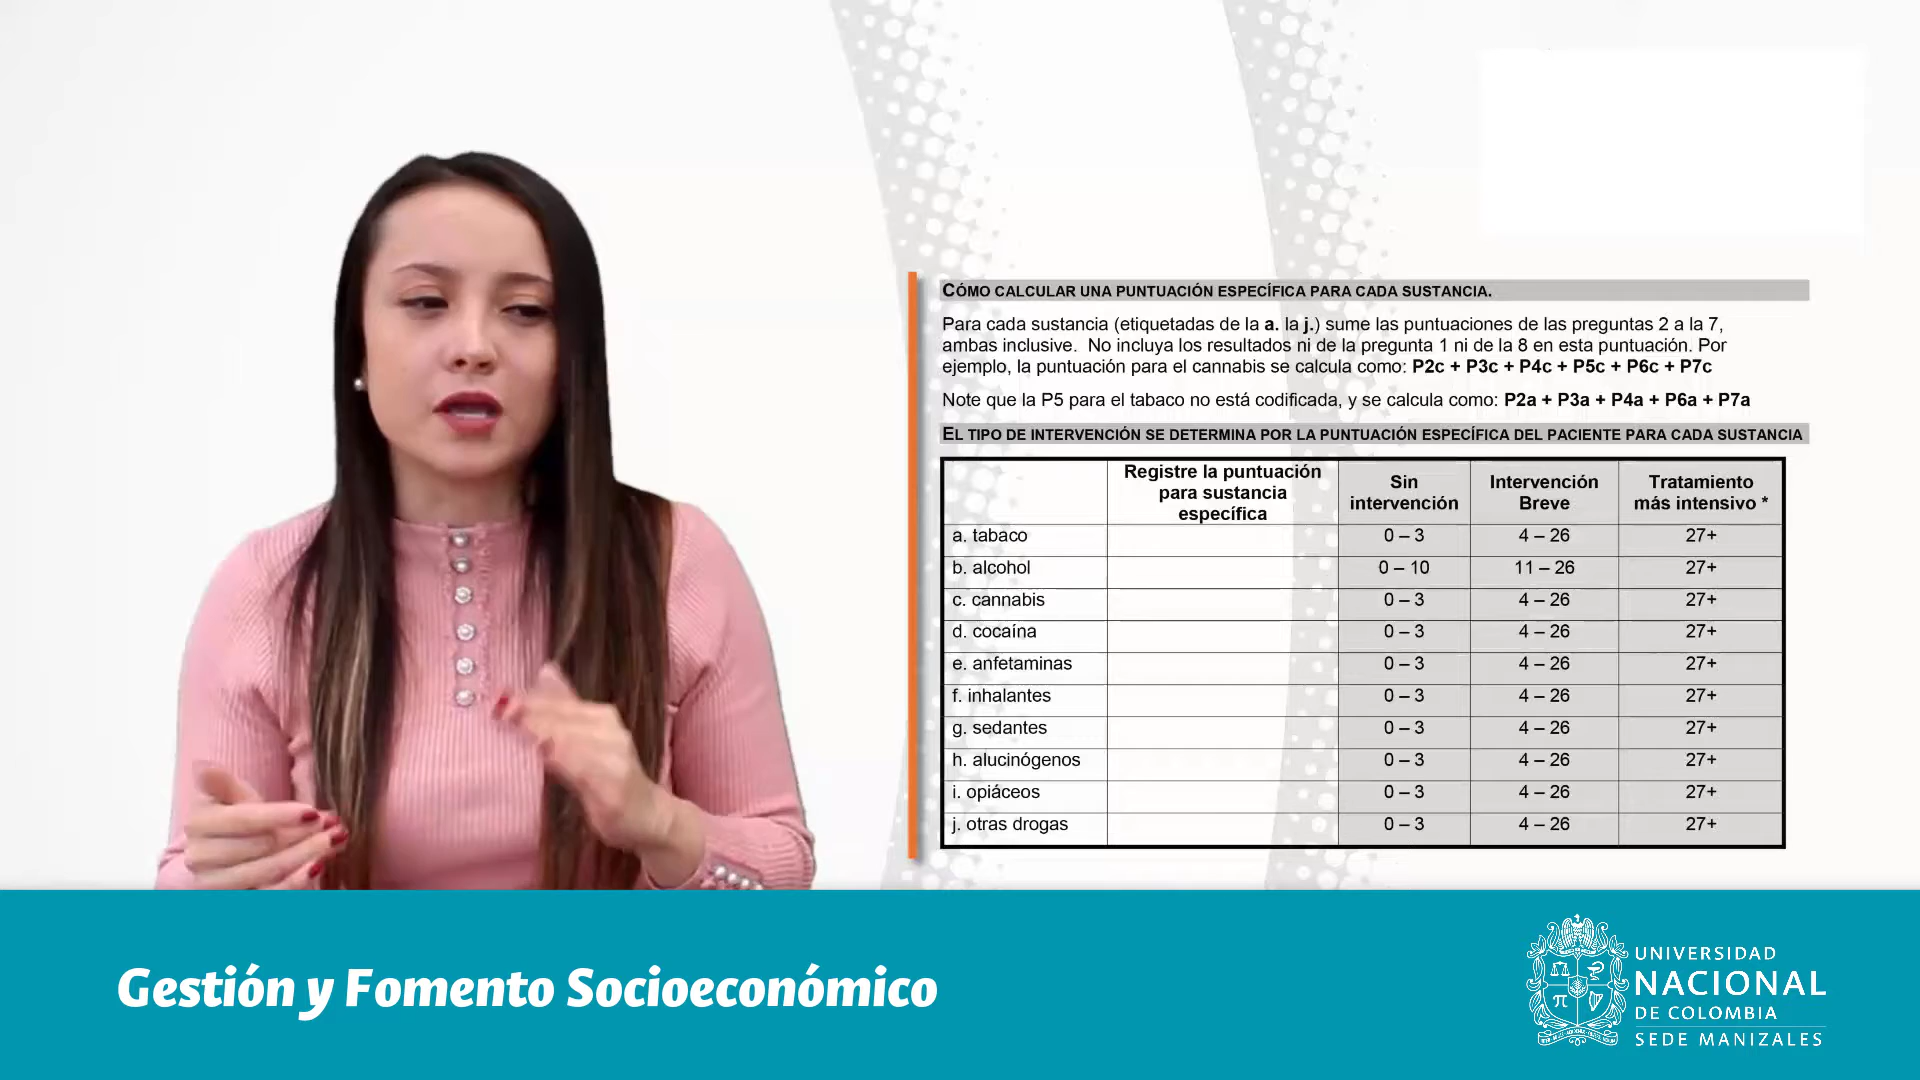 CÓMO CALCULAR UNA PUNTUACIÓN ESPECÍFICA PARA CADA SUSTANCIA.
Para cada sustancia (etiquetadas de la a. la j.) sume las puntuaciones de las preguntas 2 a la 7,
ambas inclusive. No incluya los resultados ni de la pregunta 1 ni de la 8 en esta puntuación. Por
ejemplo, la puntuación para el cannabis se calcula como: P2c + P3c + P4c + P5c + P6c + P7c
Note que la P5 para el tabaco no está codificada, y se calcula como: P2a + P3a + P4a + P6a + P7a
EL TIPO DE INTERVENCIÓN SE DETERMINA POR LA PUNTUACIÓN ESPECÍFICA DEL PACIENTE PARA CADA SUSTANCIA
Registre la puntuación para sustancia específica Sin intervención Intervención Breve Tratamiento más intensivo *
a. tabaco 0 – 3 4 – 26 27+
b. alcohol 0 – 10 11 – 26 27+
c. cannabis 0 – 3 4 – 26 27+
d. cocaína 0 – 3 4 – 26 27+
e. anfetaminas 0 – 3 4 – 26 27+
f. inhalantes 0 – 3 4 – 26 27+
g. sedantes 0 – 3 4 – 26 27+
h. alucinógenos 0 – 3 4 – 26 27+
i. opiáceos 0 – 3 4 – 26 27+
j. otras drogas 0 – 3 4 – 26 27+
Gestión y Fomento Socioeconómico
UNIVERSIDAD
NACIONAL
DE COLOMBIA
SEDE MANIZALES